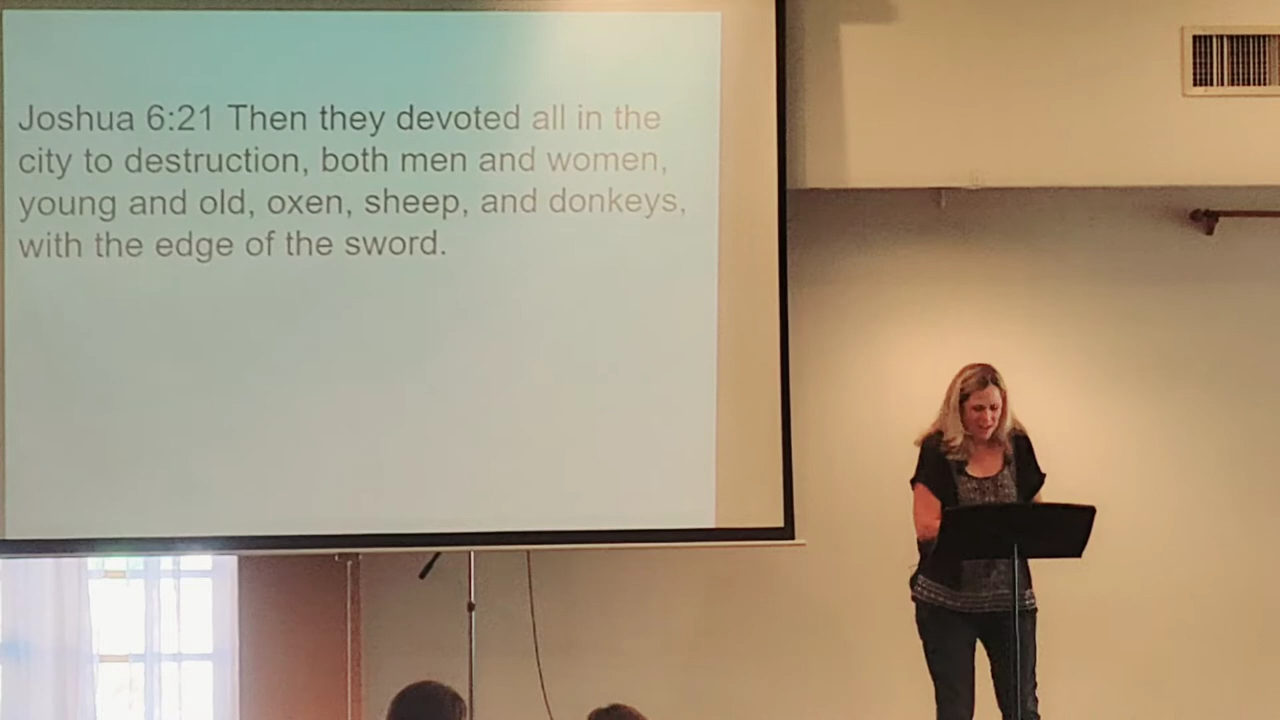 Joshua 6:21 Then they devoted all in the
city to destruction, both men and women,
young and old, oxen, sheep, and donkeys,
with the edge of the sword.